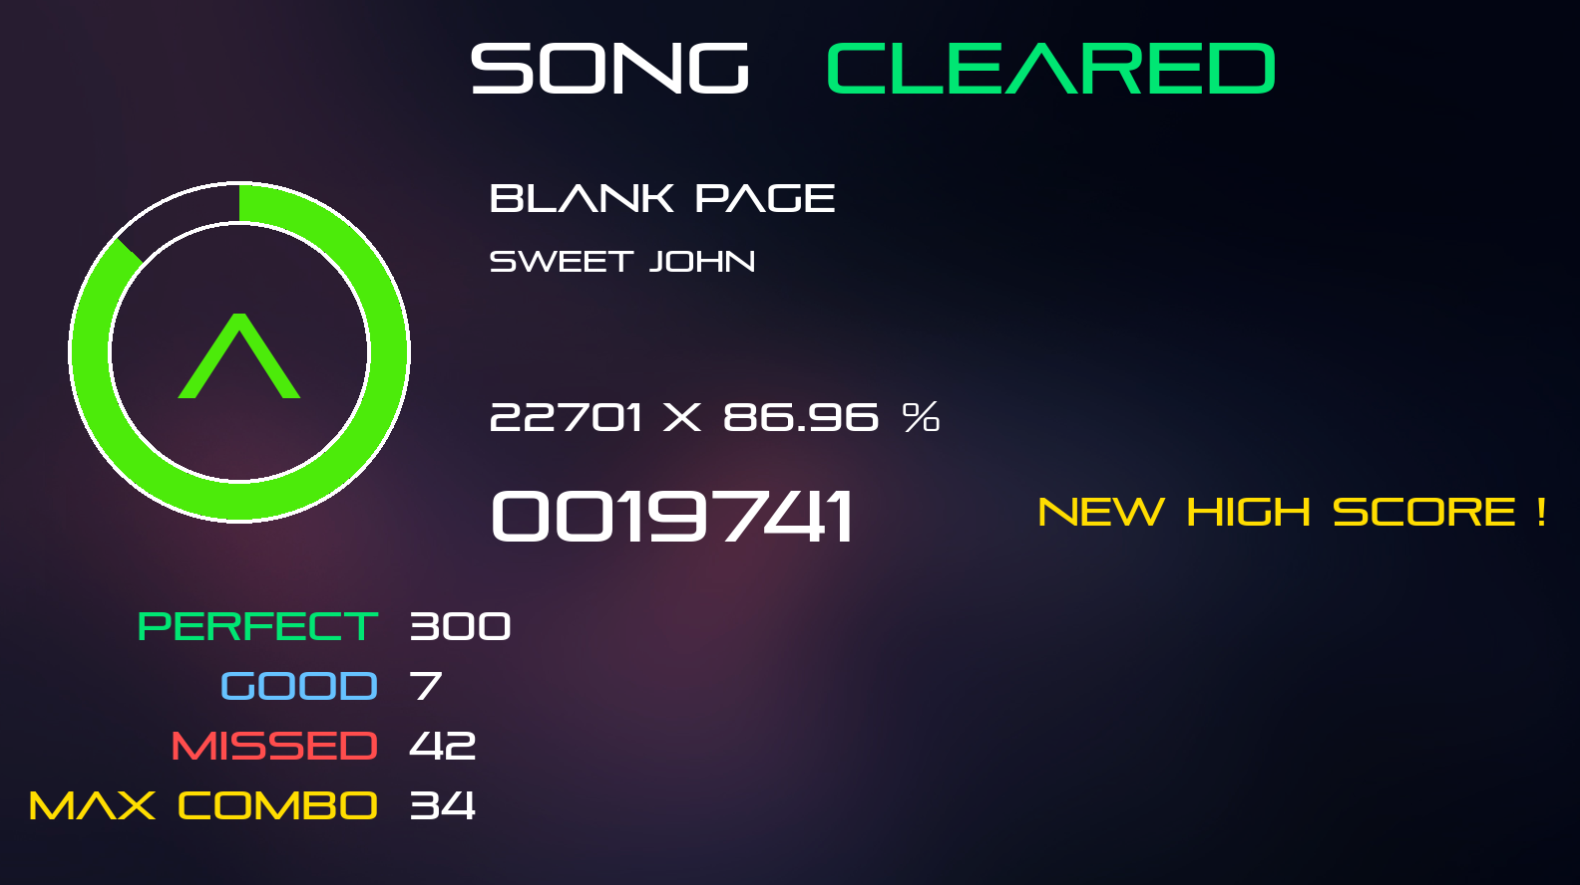 SONG CLEARED
BLANK PAGE
SWEET JOHN
A
22701 X 86.96 %
0019741
NEW HIGH SCORE !
PERFECT 300
GOOD 7
MISSED 42
MAX COMBO 34